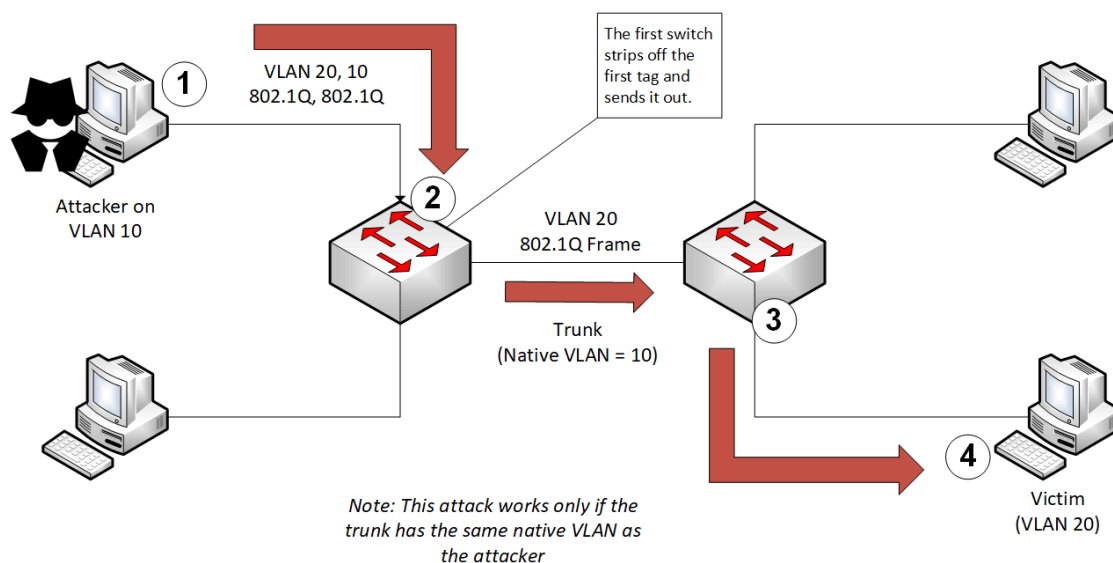 1
VLAN 20, 10
802.1Q, 802.1Q
The first switch
strips off the
first tag and
sends it out.
Attacker on
VLAN 10
2
VLAN 20
802.1Q Frame
Trunk
(Native VLAN = 10)
3
4
Victim
(VLAN 20)
Note: This attack works only if the
trunk has the same native VLAN as
the attacker